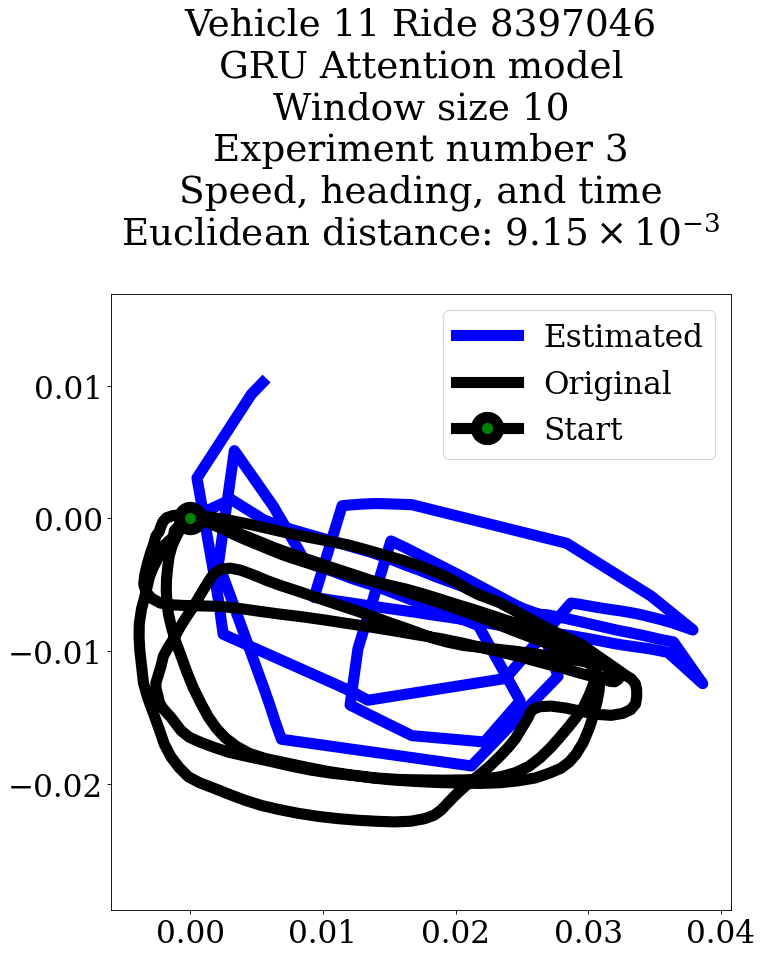 Vehicle 11 Ride 8397046
GRU Attention model
Window size 10
Experiment number 3
Speed, heading, and time
Euclidean distance: 9.15 × 10⁻³
Estimated
Original
Start
0.01
0.00
−0.01
−0.02
0.00 0.01 0.02 0.03 0.04